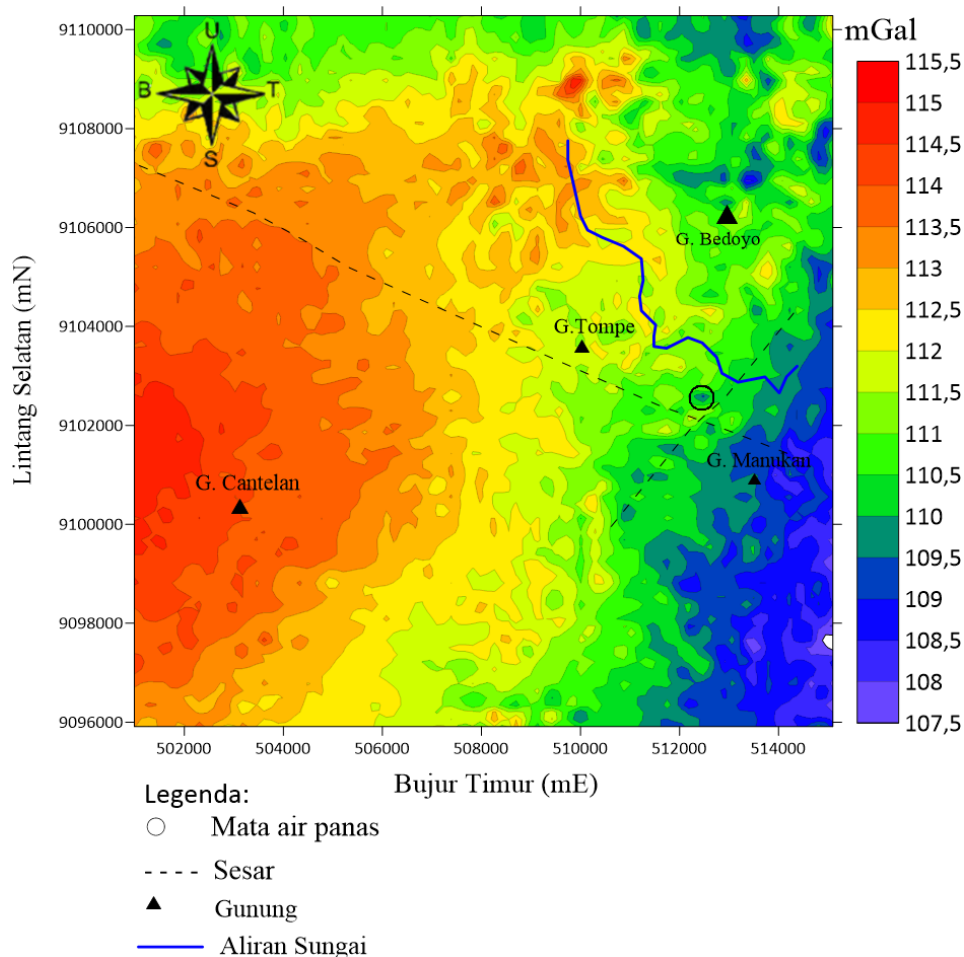 mGal
U
B
T
S
Lintang Selatan (mN)
9110000
9108000
9106000
9104000
9102000
9100000
9098000
9096000
G. Bedoyo
G.Tompe
G. Manukan
G. Cantelan
115,5
115
114,5
114
113,5
113
112,5
112
111,5
111
110,5
110
109,5
109
108,5
108
107,5
502000 504000 506000 508000 510000 512000 514000
Bujur Timur (mE)
Legenda:
Mata air panas
Sesar
Gunung
Aliran Sungai